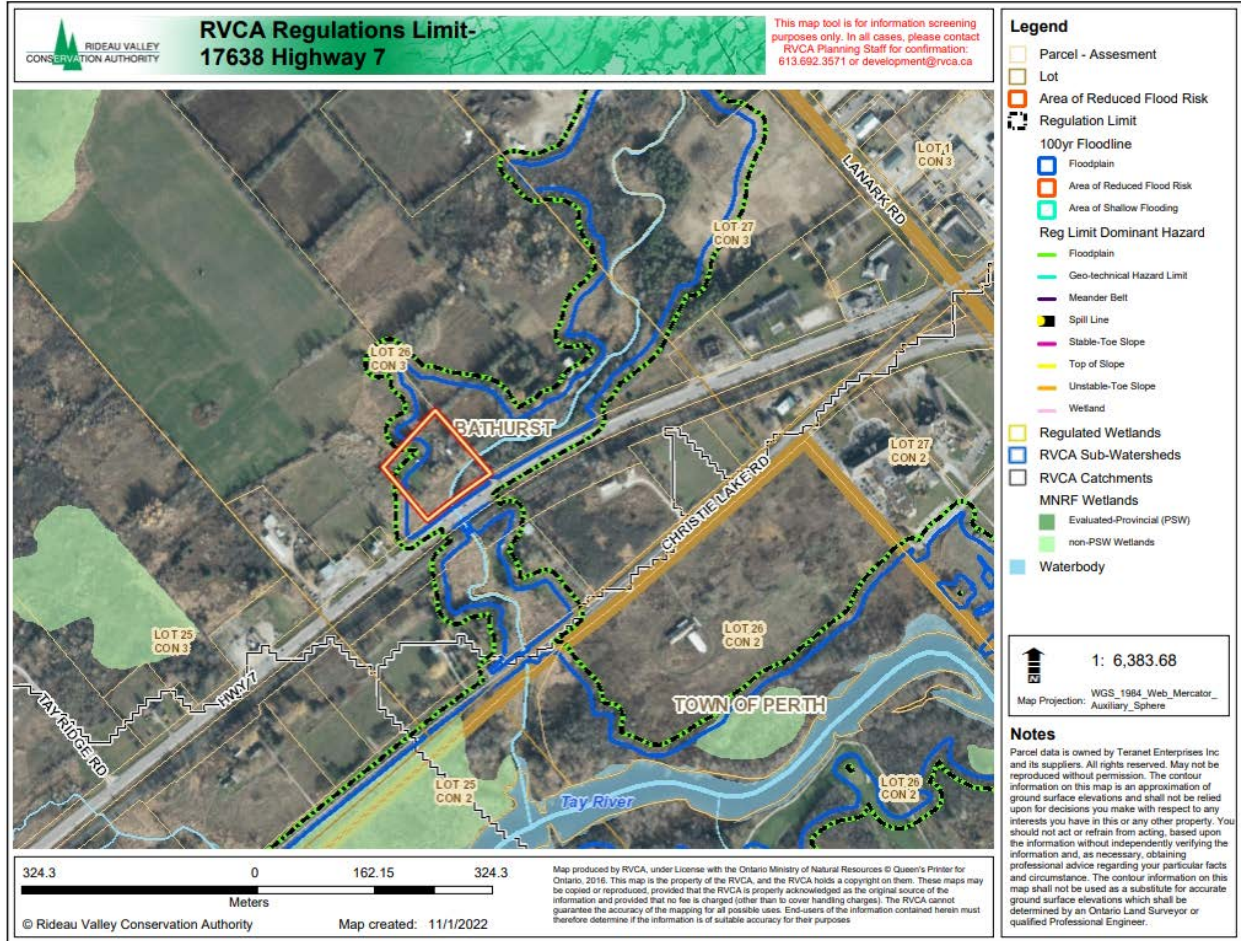 RIDEAU VALLEY
CONSERVATION AUTHORITY
RVCA Regulations Limit-
17638 Highway 7
This map tool is for information screening
purposes only. In all cases, please contact
RVCA Planning Staff for confirmation:
613.692.3571 or development@rvca.ca
LOT 1
CON 3
LANARK RD
LOT 27
CON 3
LOT 26
CON 3
BATHURST
LOT 27
CON 2
CHRISTIE LAKE RD
LOT 25
CON 3
HWY 7
TAY RIDGE RD
LOT 26
CON 2
TOWN OF PERTH
LOT 25
CON 2
Tay River
LOT 26
CON 2
Legend
Parcel - Assesment
Lot
Area of Reduced Flood Risk
Regulation Limit
100yr Floodline
Floodplain
Area of Reduced Flood Risk
Area of Shallow Flooding
Reg Limit Dominant Hazard
Floodplain
Geo-technical Hazard Limit
Meander Belt
Spill Line
Stable-Toe Slope
Top of Slope
Unstable-Toe Slope
Wetland
Regulated Wetlands
RVCA Sub-Watersheds
RVCA Catchments
MNRF Wetlands
Evaluated-Provincial (PSW)
non-PSW Wetlands
Waterbody
N
1: 6,383.68
Map Projection: WGS_1984_Web_Mercator_
Auxiliary_Sphere
Notes
Parcel data is owned by Teranet Enterprises Inc
and its suppliers. All rights reserved. May not be
reproduced without permission. The contour
information on this map is an approximation of
ground surface elevations and shall not be relied
upon for decisions you make with respect to any
interests you have in this or any other property. You
should not act or refrain from acting, based upon
the information without independently verifying the
information and, as necessary, obtaining
professional advice regarding your particular facts
and circumstance. The contour information on this
map shall not be used as a substitute for accurate
ground surface elevations which shall be
determined by an Ontario Land Surveyor or
qualified Professional Engineer.
324.3 0 162.15 324.3
Meters
© Rideau Valley Conservation Authority Map created: 11/1/2022
Map produced by RVCA, under License with the Ontario Ministry of Natural Resources © Queen's Printer for
Ontario, 2016. This map is the property of the RVCA, and the RVCA holds a copyright on them. These maps may
be copied or reproduced, provided that the RVCA is properly acknowledged as the original source of the
information and provided that no fee is charged (other than to cover handling charges). The RVCA cannot
guarantee the accuracy of the mapping for all possible uses. End-users of the information contained herein must
therefore determine if the information is of suitable accuracy for their purposes